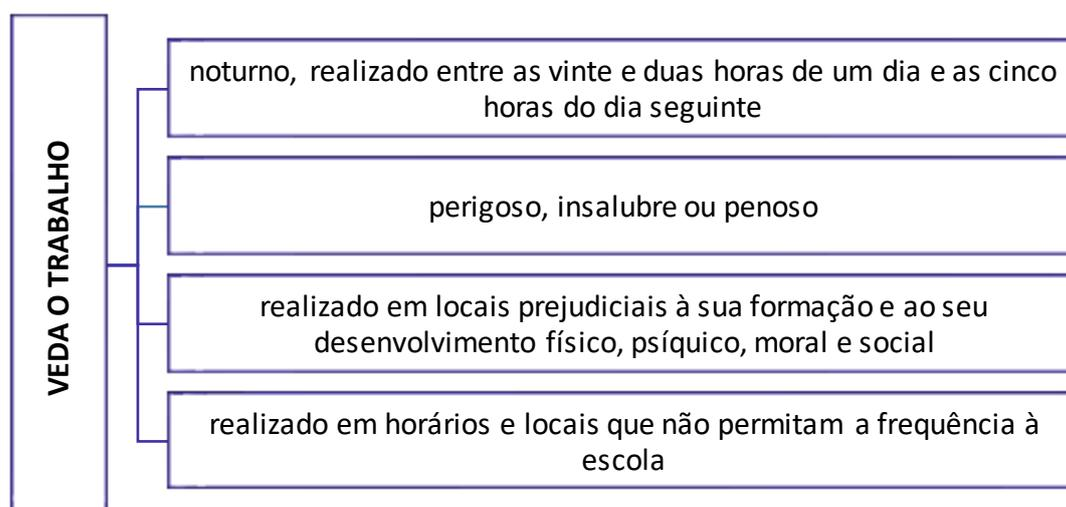 VEDA O TRABALHO
noturno, realizado entre as vinte e duas horas de um dia e as cinco
horas do dia seguinte
perigoso, insalubre ou penoso
realizado em locais prejudiciais à sua formação e ao seu
desenvolvimento físico, psíquico, moral e social
realizado em horários e locais que não permitam a frequência à
escola